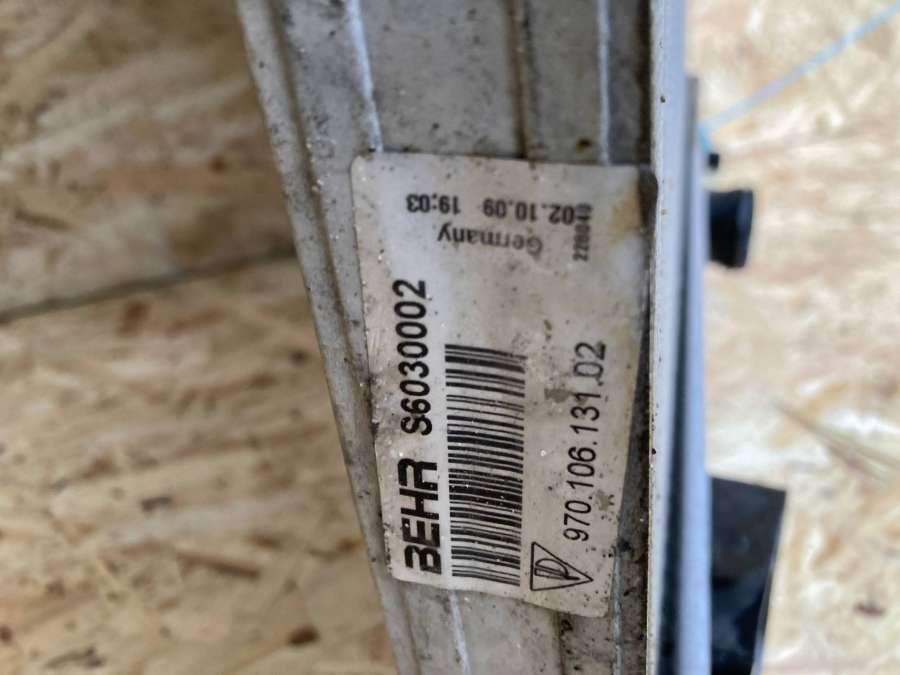 BEHR S6030002
970.106.131.02
Germany
02.10.09 19:03